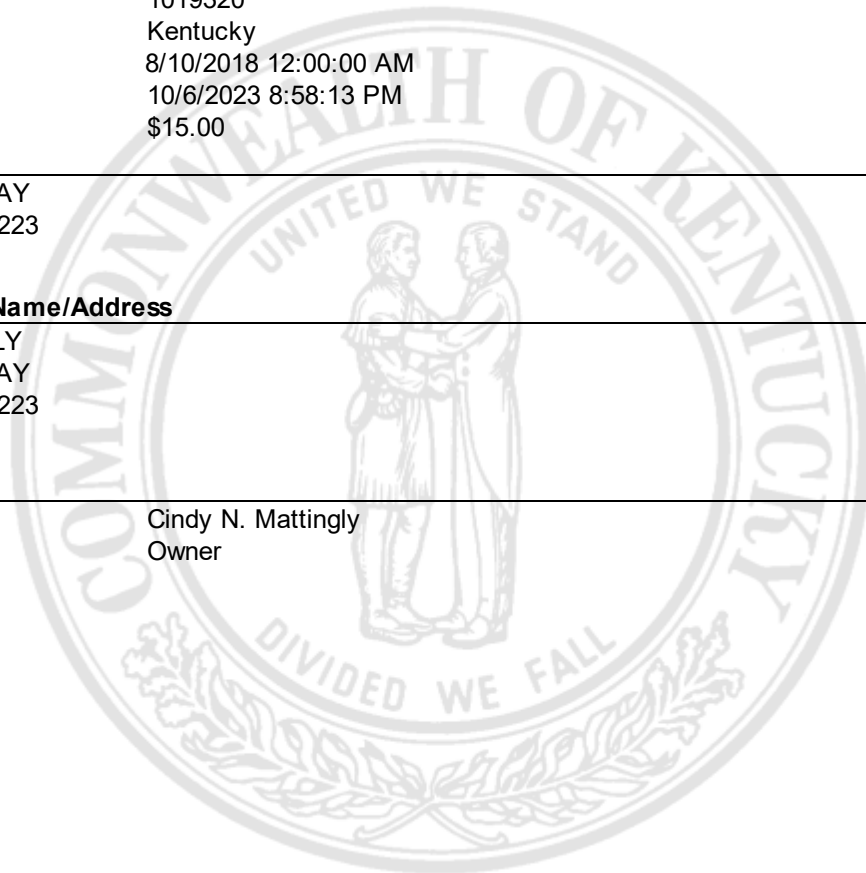 Kentucky
8/10/2018 12:00:00 AM
10/6/2023 8:58:13 PM
$15.00
AY
223
Name/Address
LY
AY
223
Cindy N. Mattingly
Owner
COMMONWEALTH OF KENTUCKY
UNITED WE STAND
DIVIDED WE FALL